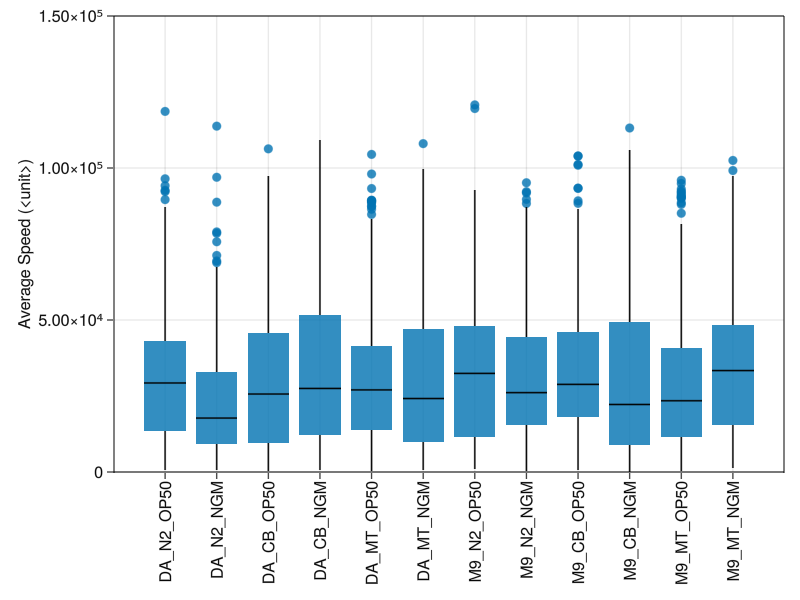 1.50×10⁵
1.00×10⁵
5.00×10⁴
0
Average Speed (<unit>)
DA_N2_OP50
DA_N2_NGM
DA_CB_OP50
DA_CB_NGM
DA_MT_OP50
DA_MT_NGM
M9_N2_OP50
M9_N2_NGM
M9_CB_OP50
M9_CB_NGM
M9_MT_OP50
M9_MT_NGM